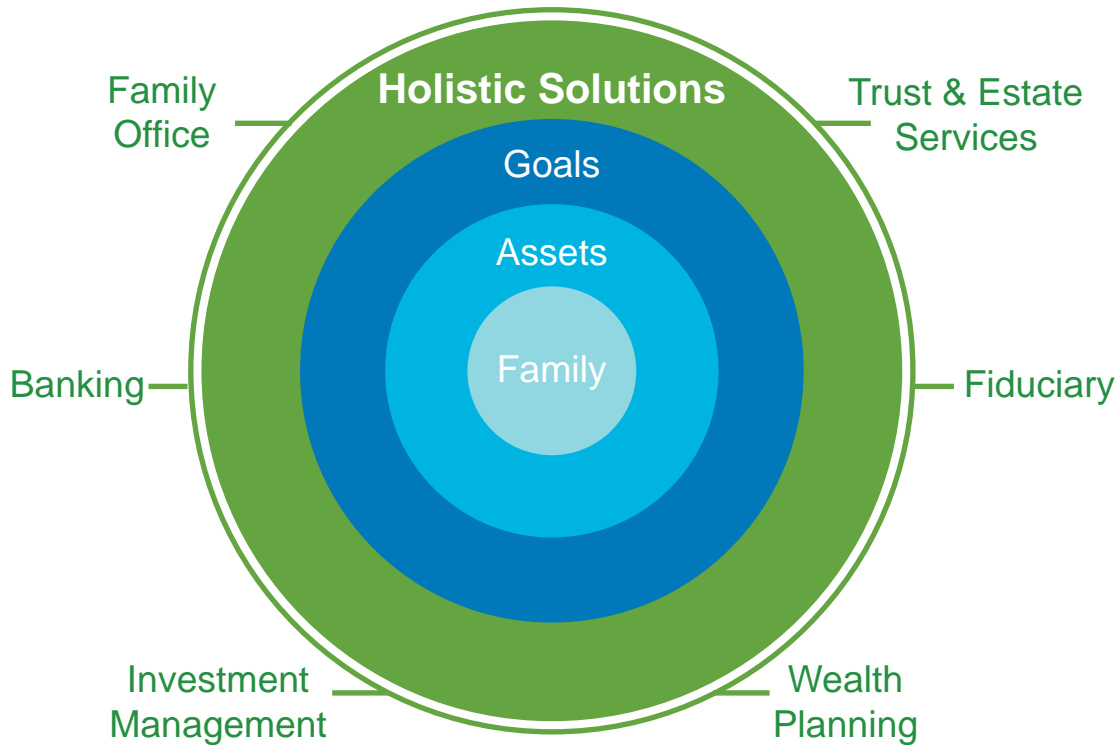 Holistic Solutions
Family
Office
Trust & Estate
Services
Goals
Assets
Family
Banking
Fiduciary
Investment
Management
Wealth
Planning